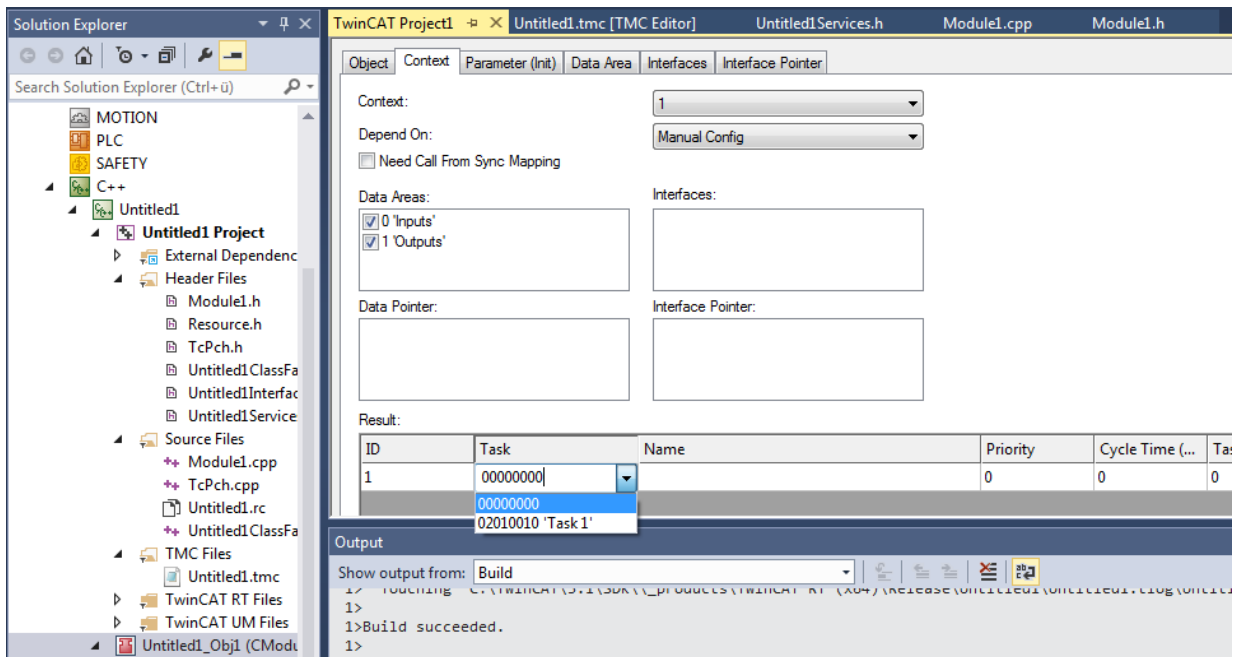 Solution Explorer
Search Solution Explorer (Ctrl+ü)
MOTION
PLC
SAFETY
C++
Untitled1
Untitled1 Project
External Dependenc
Header Files
Module1.h
Resource.h
TcPch.h
Untitled1ClassFa
Untitled1Interfac
Untitled1Service
Source Files
Module1.cpp
TcPch.cpp
Untitled1.rc
Untitled1ClassFa
TMC Files
Untitled1.tmc
TwinCAT RT Files
TwinCAT UM Files
Untitled1_Obj1 (CModu
TwinCAT Project1 Untitled1.tmc [TMC Editor] Untitled1Services.h Module1.cpp Module1.h
Object Context Parameter (Init) Data Area Interfaces Interface Pointer
Context: 1
Depend On: Manual Config
Need Call From Sync Mapping
Data Areas: Interfaces:
0 'Inputs'
1 'Outputs'
Data Pointer: Interface Pointer:
Result:
ID Task Name Priority Cycle Time (... Tas
1 00000000 0 0 0
00000000
02010010 'Task 1'
Output
Show output from: Build
1>
1>Build succeeded.
1>